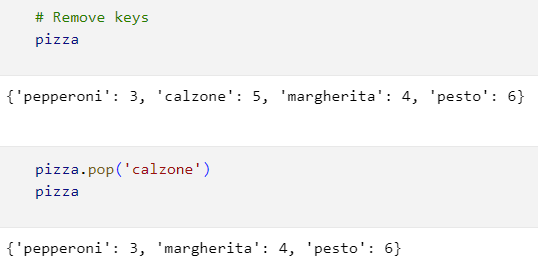 # Remove keys
pizza
{'pepperoni': 3, 'calzone': 5, 'margherita': 4, 'pesto': 6}
pizza.pop('calzone')
pizza
{'pepperoni': 3, 'margherita': 4, 'pesto': 6}